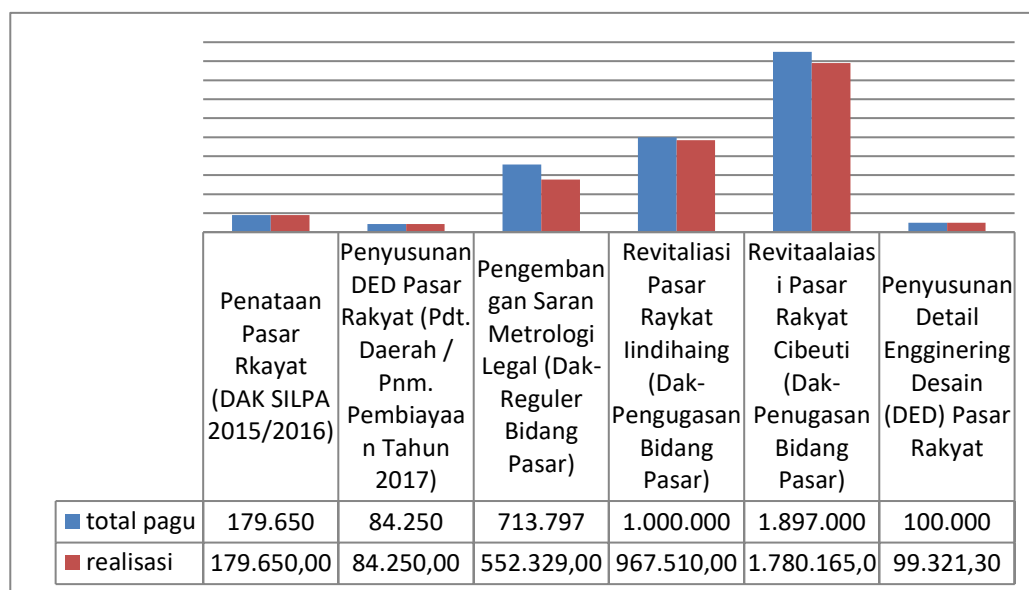 Penataan
Pasar
Rkayat
(DAK SILPA
2015/2016)
Penyusunan
DED Pasar
Rakyat (Pdt.
Daerah /
Pnm.
Pembiayaa
n Tahun
2017)
Pengemban
gan Saran
Metrologi
Legal (Dak-
Reguler
Bidang
Pasar)
Revitaliasi
Pasar
Raykat
Iindihaing
(Dak-
Pengugasan
Bidang
Pasar)
Revitaalaias
i Pasar
Rakyat
Cibeuti
(Dak-
Penugasan
Bidang
Pasar)
Penyusunan
Detail
Engginering
Desain
(DED) Pasar
Rakyat
total pagu 179.650 84.250 713.797 1.000.000 1.897.000 100.000
realisasi 179.650,00 84.250,00 552.329,00 967.510,00 1.780.165,0 99.321,30